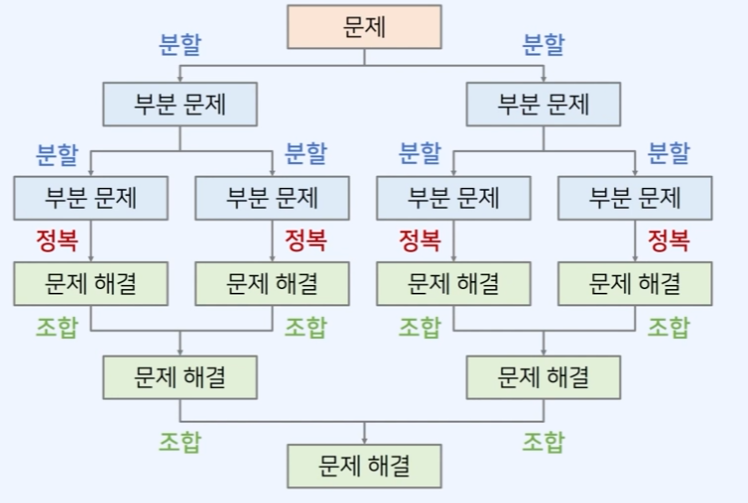 문제
분할 분할
부분 문제 부분 문제
분할 분할 분할 분할
부분 문제 부분 문제 부분 문제 부분 문제
정복 정복 정복 정복
문제 해결 문제 해결 문제 해결 문제 해결
조합 조합 조합 조합
문제 해결 문제 해결
조합 조합
문제 해결